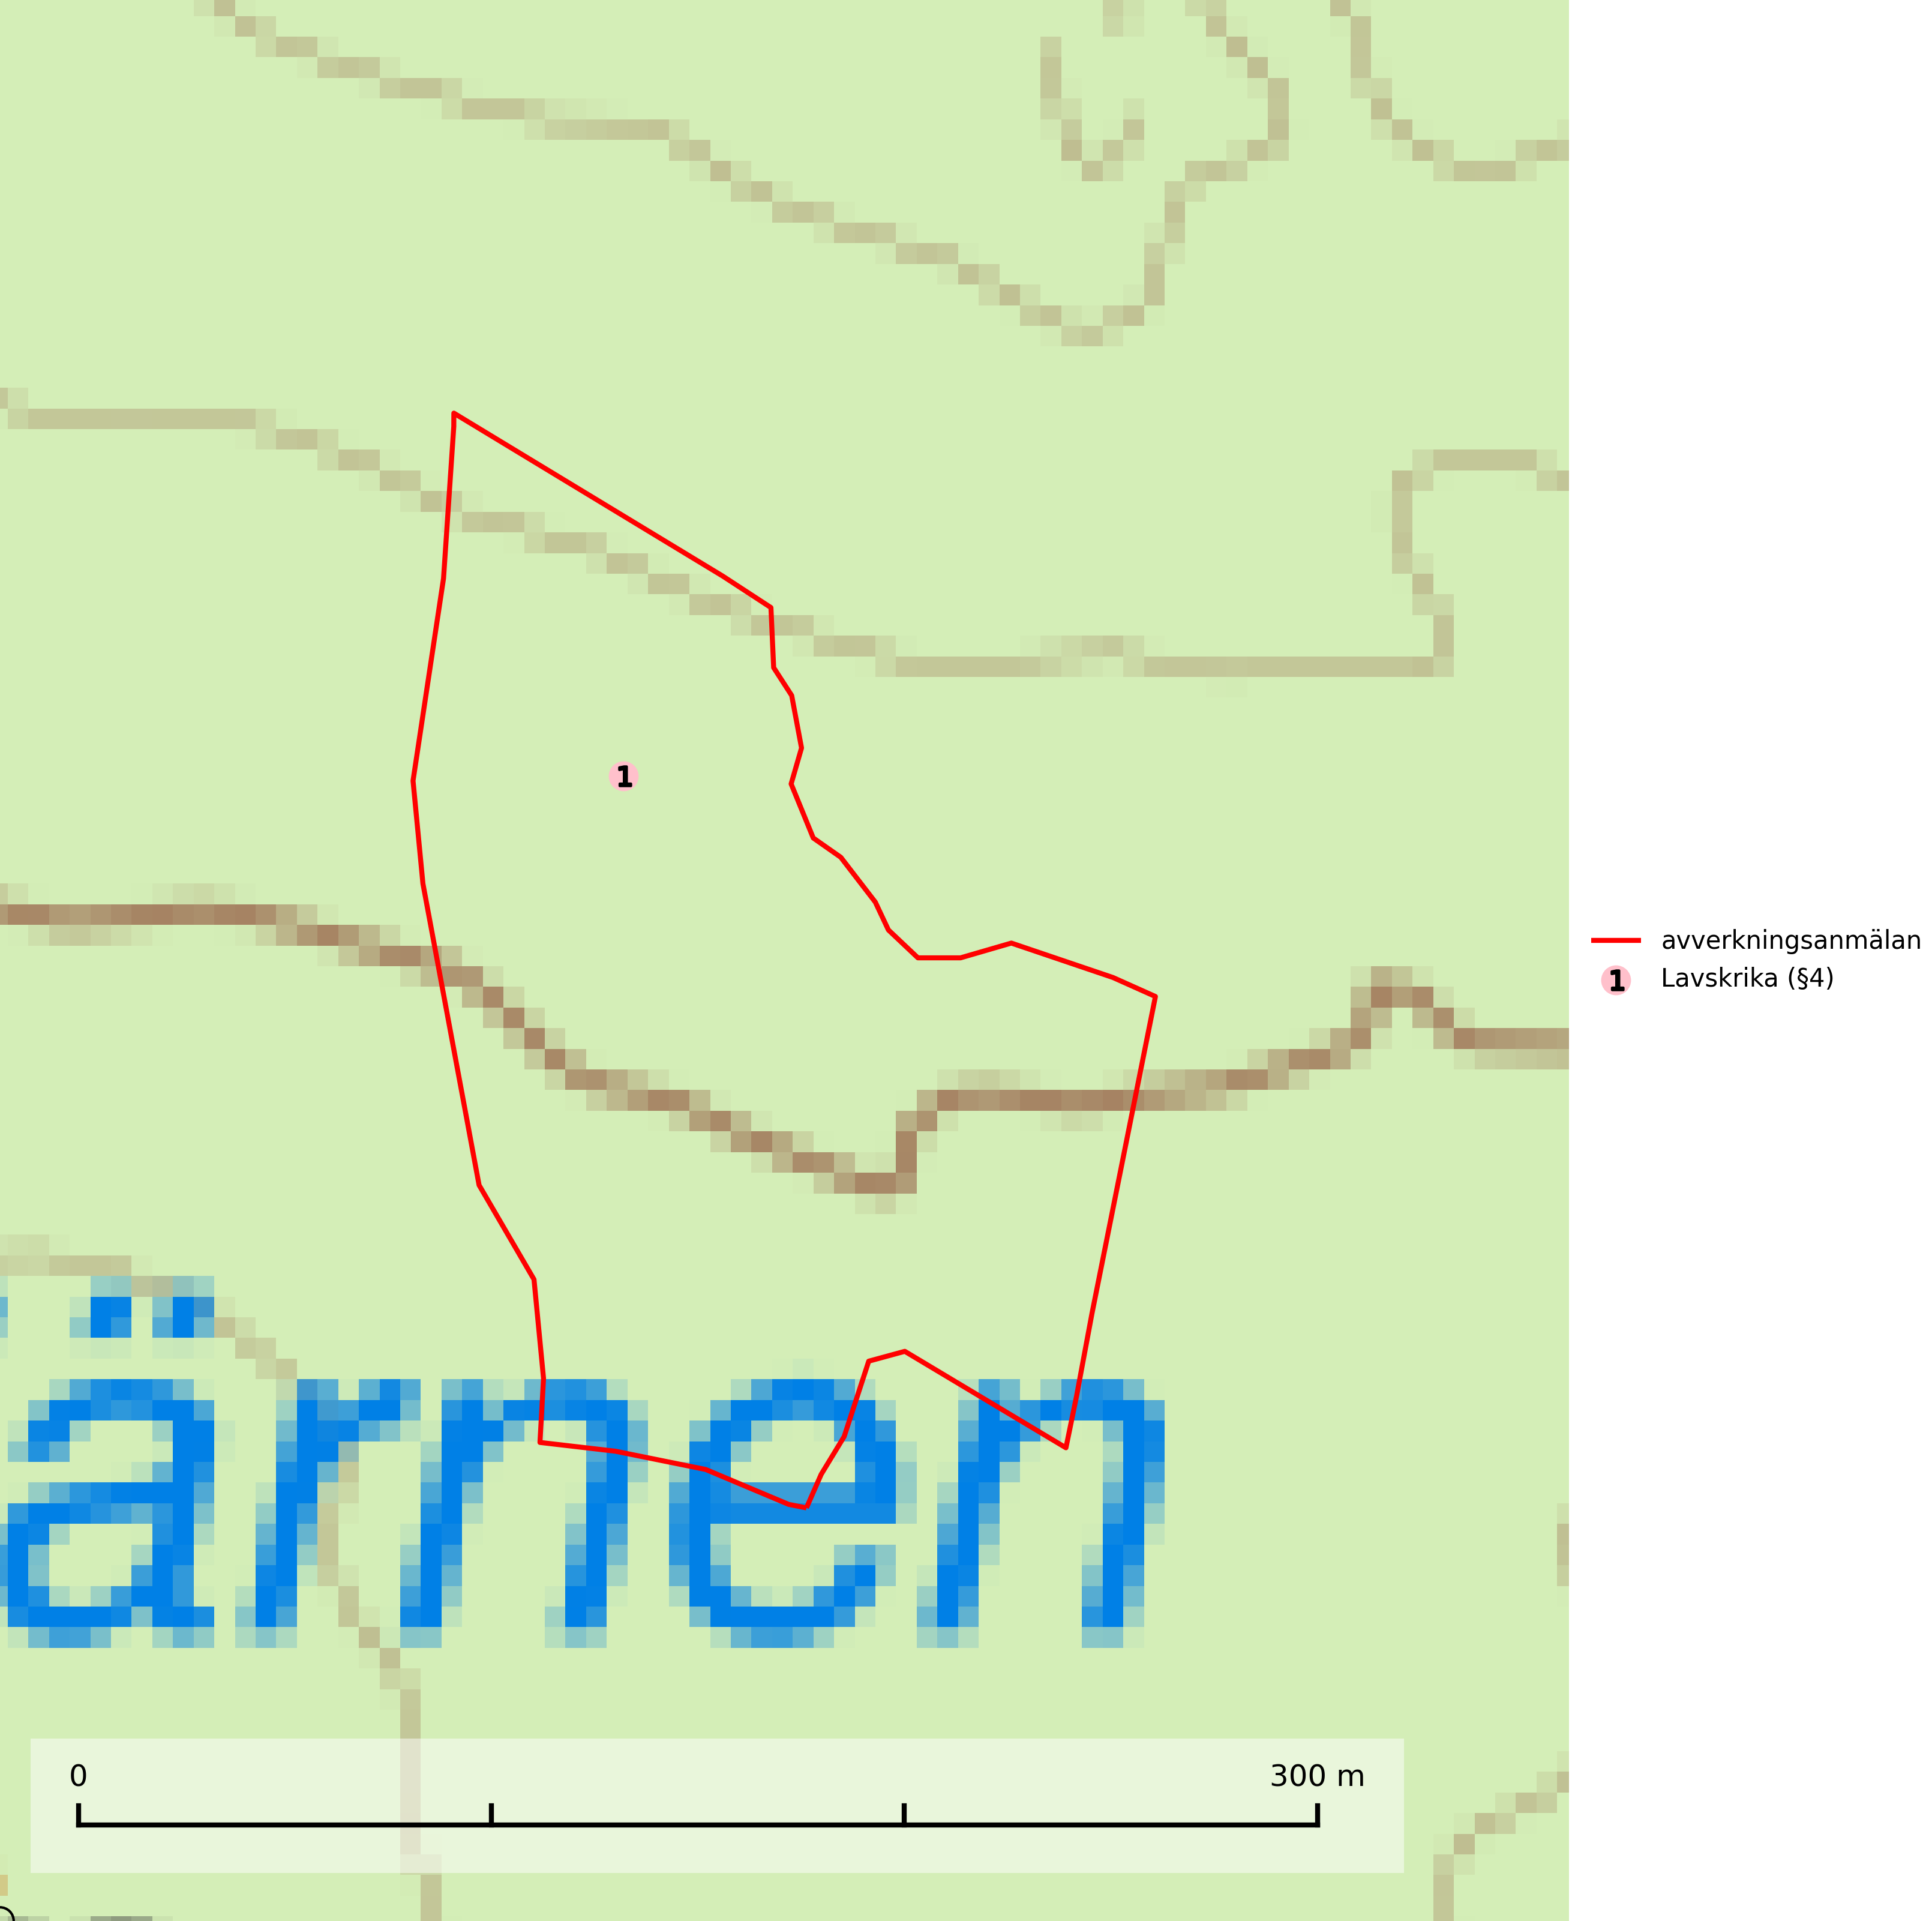 1
avverkningsanmälan
1 Lavskrika (§4)
ärnen
0 300 m